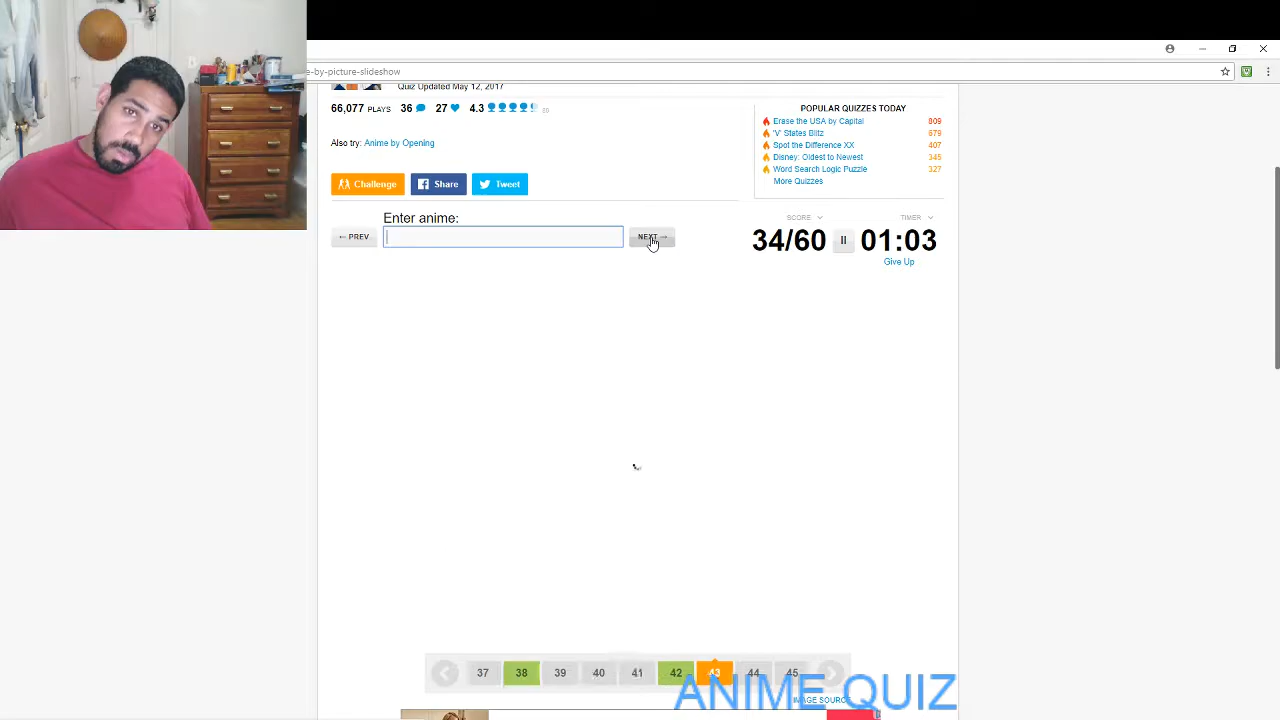 e-by-picture-slideshow
Quiz Updated May 12, 2017
66,077 PLAYS 36 27 4.3
Also try: Anime by Opening
Challenge Share Tweet
POPULAR QUIZZES TODAY
Erase the USA by Capital 809
'V' States Blitz 679
Spot the Difference XX 407
Disney: Oldest to Newest 345
Word Search Logic Puzzle 327
More Quizzes
Enter anime:
← PREV NEXT →
SCORE TIMER
34/60 01:03
Give Up
37 38 39 40 41 42 43 44 45
IMAGE SOURCE
ANIME QUIZ